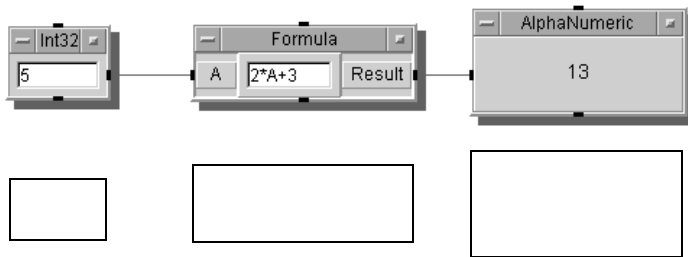 Int32
5
Formula
A
2*A+3
Result
AlphaNumeric
13